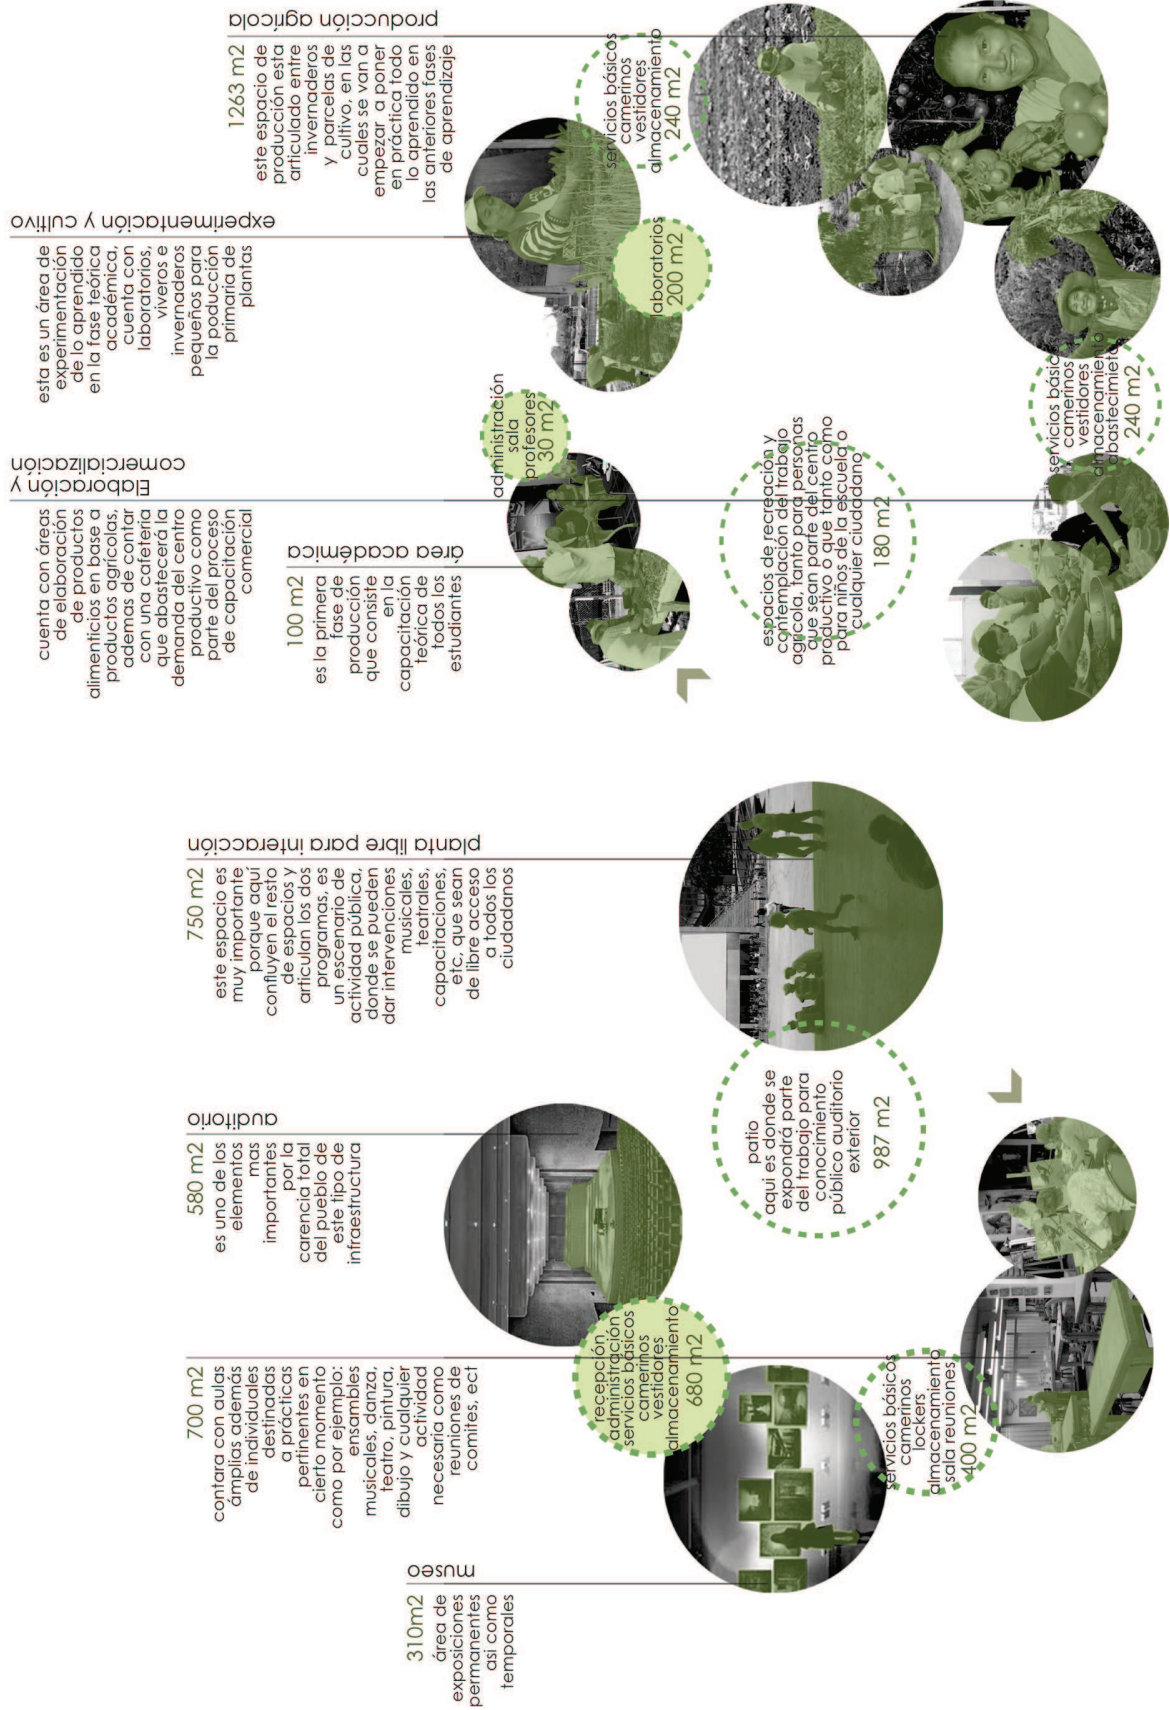 museo
310m2
área de
exposiciones
permanentes
asi como
temporales
700 m2
contara con aulas
ámplias además
de individuales
destinadas
a prácticas
pertinentes en
cierto momento
como por ejemplo:
ensambles
musicales, danza,
teatro, pintura,
dibujo y cualquier
actividad
necesaria como
reuniones de
comites, ect
auditorio
580 m2
es uno de los
elementos
mas
importantes
por la
carencia total
del pueblo de
este tipo de
infraestructura
planta libre para interacción
750 m2
este espacio es
muy importante
porque aquí
confluyen el resto
de espacios y
articulan los dos
programas, es
un escenario de
actividad pública,
donde se pueden
dar intervenciones
musicales,
teatrales,
capacitaciones,
etc, que sean
de libre acceso
a todos los
ciudadanos
recepción
administración
servicios básicos
camerinos
vestidores
almacenamiento
680 m2
servicios básicos
camerinos
lockers
almacenamiento
sala reuniones
400 m2
patio
aqui es donde se
expondrá parte
del trabajo para
conocimiento
público auditorio
exterior
987 m2
Elaboración y
comercialización
cuenta con áreas
de elaboración
de productos
alimenticios en base a
productos agrícalas,
ademas de contar
con una cafetería
que abastecerá la
demanda del centro
productivo como
parte del proceso
de capacitación
comercial
área académica
100 m2
es la primera
fase de
producción
que consiste
en la
capacitación
teórica de
todos los
estudiantes
experimentación y cultivo
esta es un área de
experimentación
de lo aprendido
en la fase teórica
académica,
cuenta con
laboratorios,
viveros e
invernaderos
pequeños para
la poducción
primaria de
plantas
producción agrícola
1263 m2
este espacio de
producción esta
articulado entre
invernaderos
y parcelas de
cultivo, en las
cuales se van a
empezar a poner
en práctica todo
lo aprendido en
las anteriores fases
de aprendizaje
administración
sala
profesores
30 m2
laboratorios
200 m2
servicios básicos
camerinos
vestidores
almacenamiento
240 m2
espacios de recreación y
contemplación del trabajo
agrícola, tanto para personas
que sean parte del centro
productivo o que tanto como
para niños de la escuela o
cualquier ciudadano
180 m2
servicios básicos
camerinos
vestidores
almacenamiento
abastecimieto
240 m2